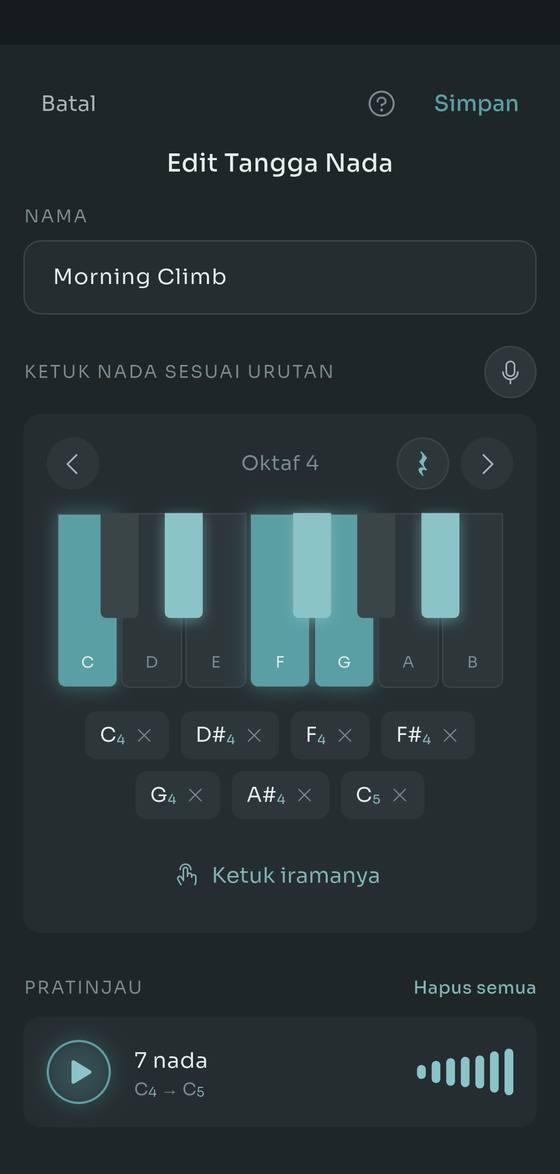 Batal
Simpan
Edit Tangga Nada
NAMA
Morning Climb
KETUK NADA SESUAI URUTAN
Oktaf 4
C D E F G A B
C4 D#4 F4 F#4
G4 A#4 C5
Ketuk iramanya
PRATINJAU
Hapus semua
7 nada
C4 → C5